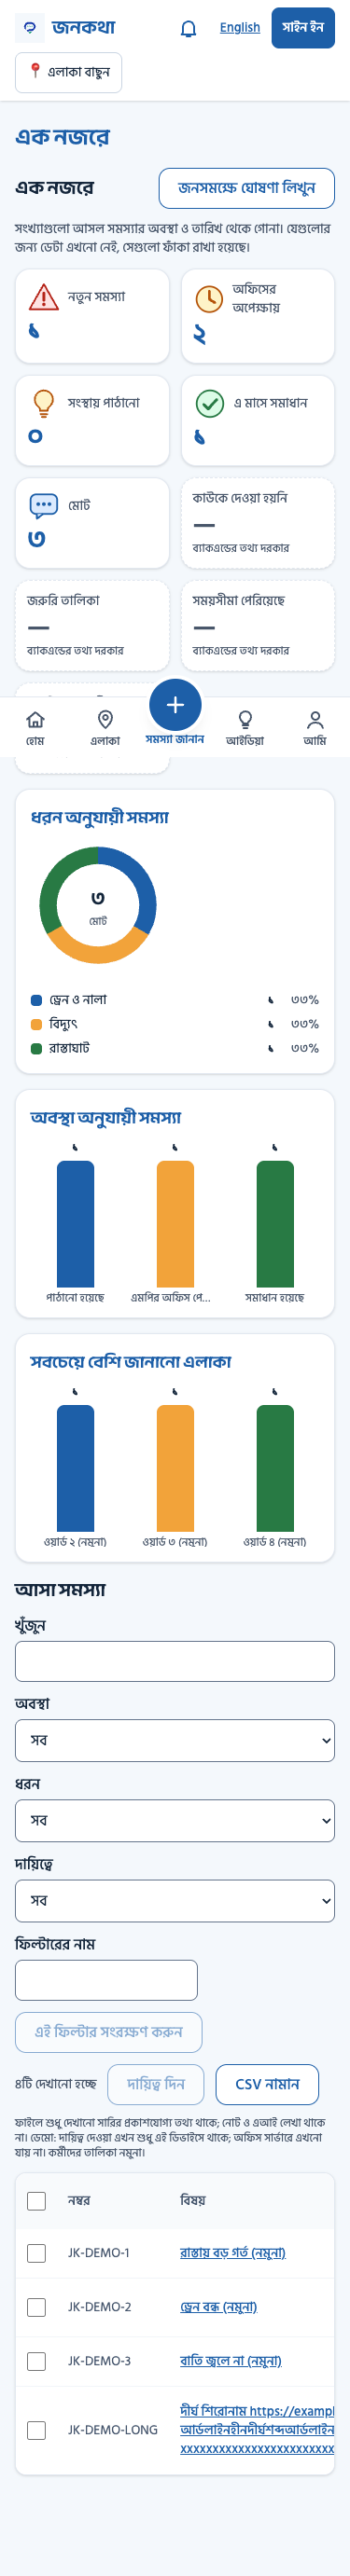 জনকথা
English
সাইন ইন
এলাকা বাছুন
এক নজরে
এক নজরে
জনসমক্ষে ঘোষণা লিখুন
সংখ্যাগুলো আসল সমস্যার অবস্থা ও তারিখ থেকে গোনা। যেগুলোর
জন্য ডেটা এখনো নেই, সেগুলো ফাঁকা রাখা হয়েছে।
নতুন সমস্যা
১
অফিসের
অপেক্ষায়
২
সংস্থায় পাঠানো
০
এ মাসে সমাধান
১
মোট
৩
কাউকে দেওয়া হয়নি
—
ব্যাকএন্ডের তথ্য দরকার
জরুরি তালিকা
—
ব্যাকএন্ডের তথ্য দরকার
সময়সীমা পেরিয়েছে
—
ব্যাকএন্ডের তথ্য দরকার
হোম
এলাকা
সমস্যা জানান
আইডিয়া
আমি
ধরন অনুযায়ী সমস্যা
৩
মোট
ড্রেন ও নালা ১ ৩৩%
বিদ্যুৎ ১ ৩৩%
রাস্তাঘাট ১ ৩৩%
অবস্থা অনুযায়ী সমস্যা
১ ১ ১
পাঠানো হয়েছে এমপির অফিস পে... সমাধান হয়েছে
সবচেয়ে বেশি জানানো এলাকা
১ ১ ১
ওয়ার্ড ২ (নমুনা) ওয়ার্ড ৩ (নমুনা) ওয়ার্ড ৪ (নমুনা)
আসা সমস্যা
খুঁজুন
অবস্থা
সব
ধরন
সব
দায়িত্বে
সব
ফিল্টারের নাম
এই ফিল্টার সংরক্ষণ করুন
৪টি দেখানো হচ্ছে
দায়িত্ব দিন
CSV নামান
ফাইলে শুধু দেখানো সারির প্রকাশযোগ্য তথ্য থাকে; নোট ও এআই লেখা থাকে
না। ডেমো: দায়িত্ব দেওয়া এখন শুধু এই ডিভাইসে থাকে; অফিস সার্ভারে এখনো
যায় না। কর্মীদের তালিকা নমুনা।
নম্বর বিষয়
JK-DEMO-1 রাস্তায় বড় গর্ত (নমুনা)
JK-DEMO-2 ড্রেন বন্ধ (নমুনা)
JK-DEMO-3 বাতি জ্বলে না (নমুনা)
JK-DEMO-LONG
দীর্ঘ শিরোনাম https://exampl
আর্ডলাইনহীনদীর্ঘশব্দআর্ডলাইন